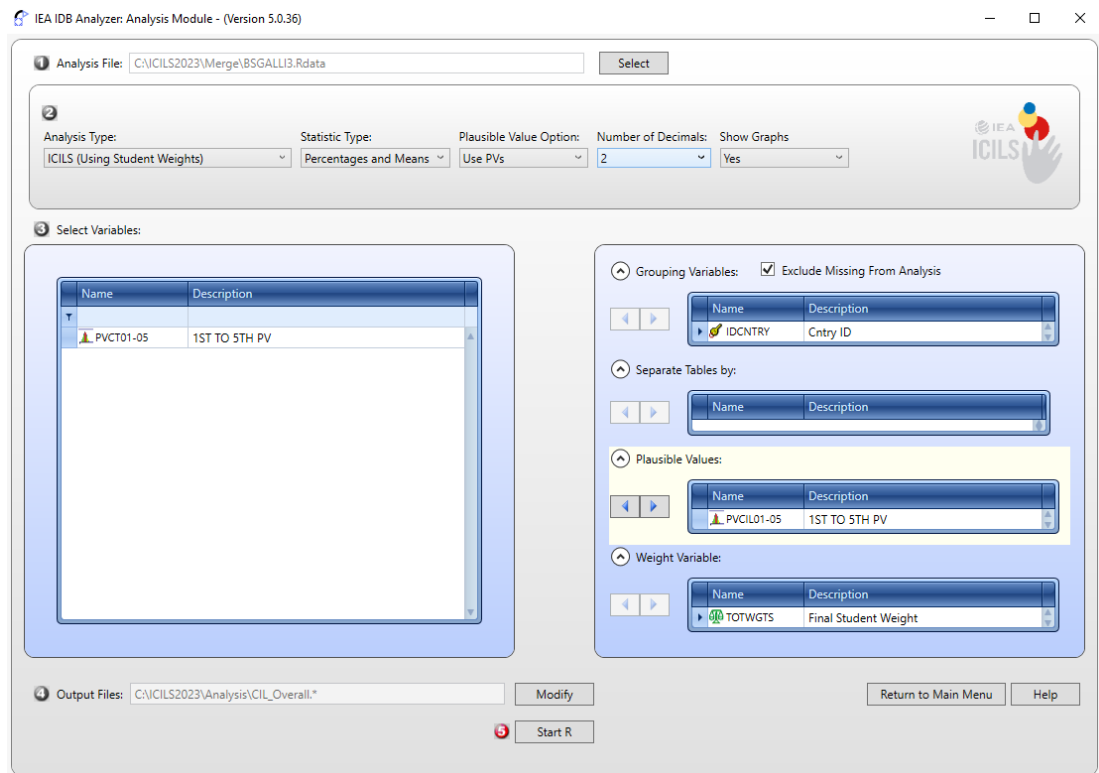 IEA IDB Analyzer: Analysis Module - (Version 5.0.36)
1 Analysis File: C:\ICILS2023\Merge\BSGALLI3.Rdata Select
2
Analysis Type: Statistic Type: Plausible Value Option: Number of Decimals: Show Graphs
ICILS (Using Student Weights) Percentages and Means Use PVs 2 Yes
IEA
ICILS
3 Select Variables:
Name Description
PVCT01-05 1ST TO 5TH PV
Grouping Variables: Exclude Missing From Analysis
Name Description
IDCNTRY Cntry ID
Separate Tables by:
Name Description
Plausible Values:
Name Description
PVCIL01-05 1ST TO 5TH PV
Weight Variable:
Name Description
TOTWGTS Final Student Weight
4 Output Files: C:\ICILS2023\Analysis\CIL_Overall.* Modify Return to Main Menu Help
5 Start R